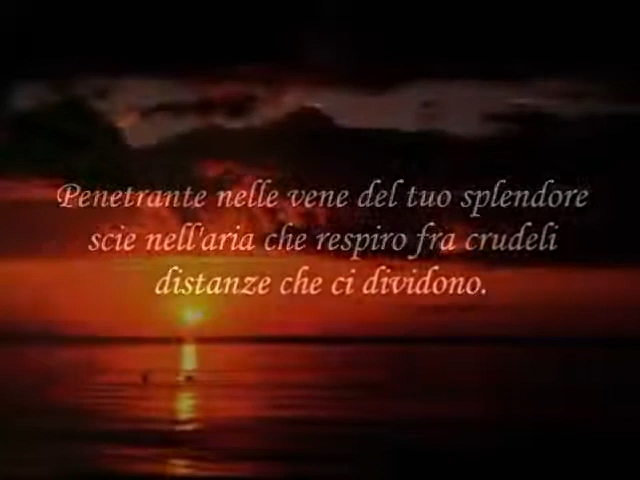 Penetrante nelle vene del tuo splendore
scie nell'aria che respiro fra crudeli
distanze che ci dividono.